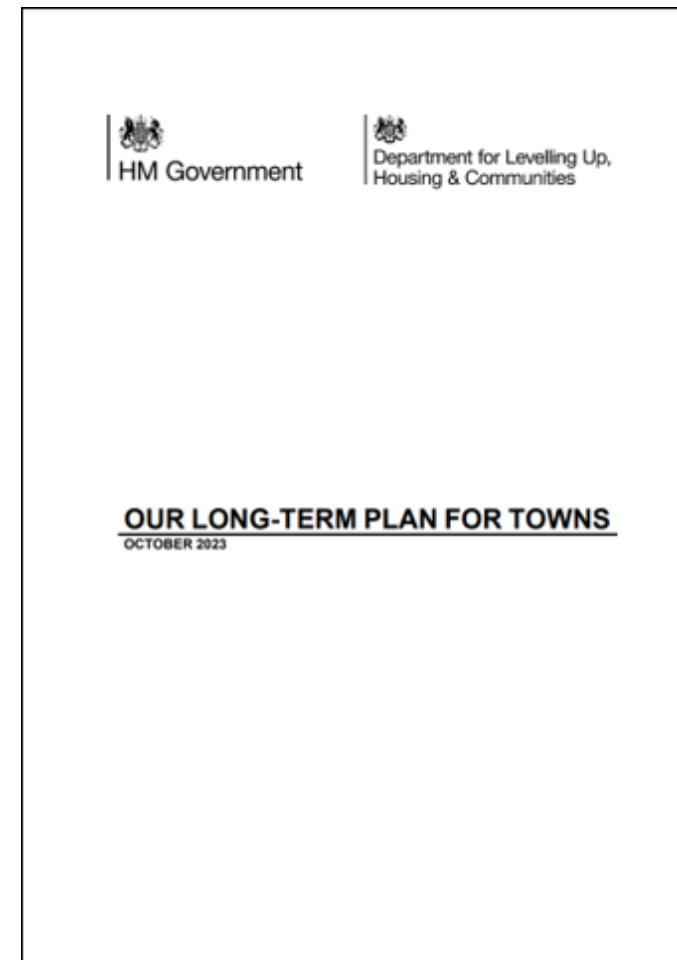 HM Government
Department for Levelling Up,
Housing & Communities
OUR LONG-TERM PLAN FOR TOWNS
OCTOBER 2023